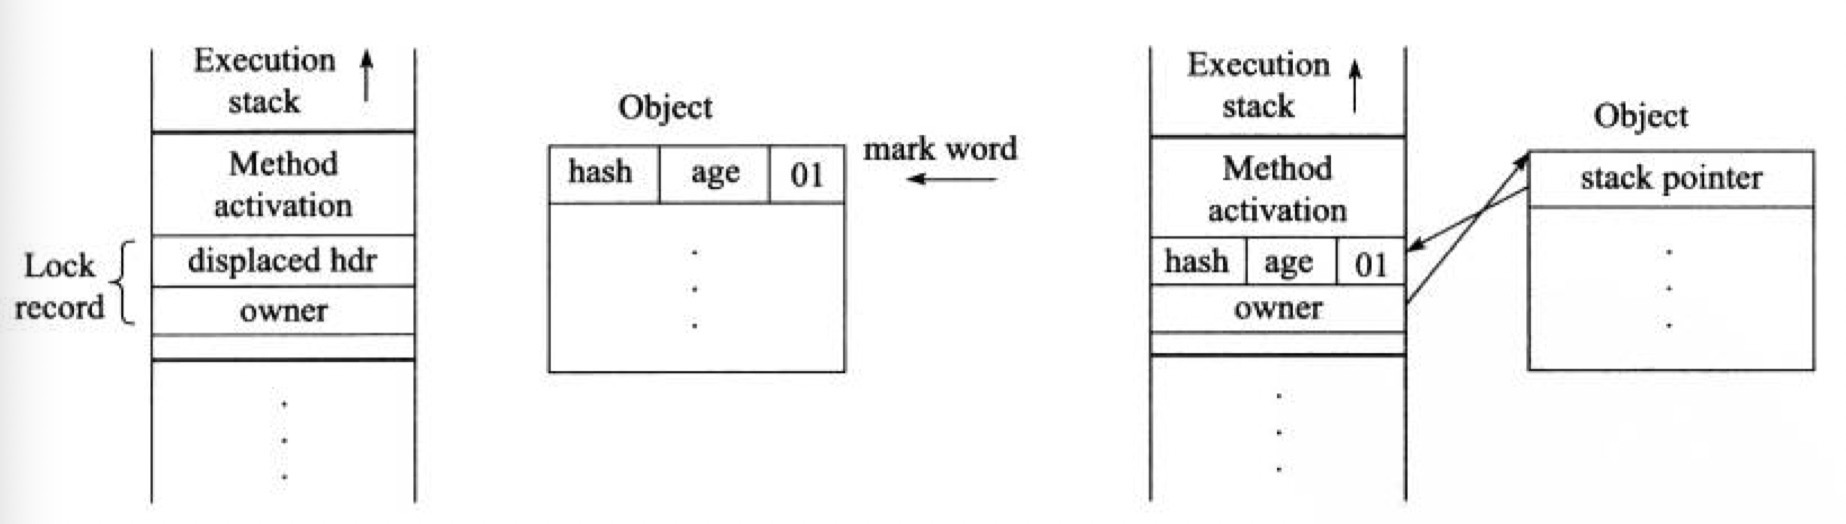 Execution
stack
Method
activation
Lock
record
displaced hdr
owner
Object
hash age 01
mark word
Execution
stack
Method
activation
hash age 01
owner
Object
stack pointer